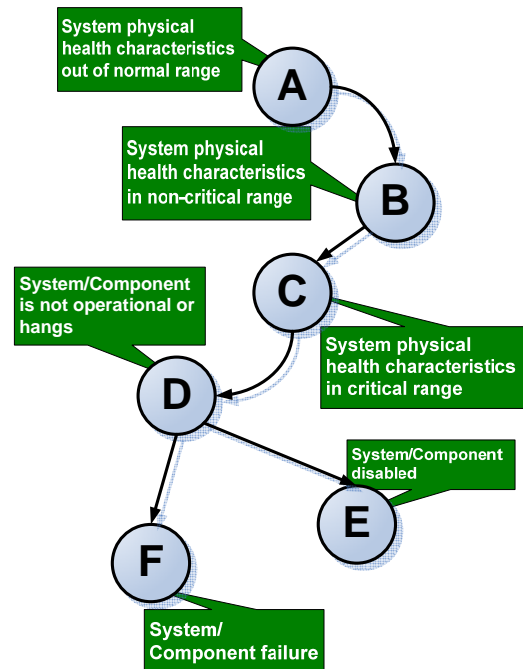 System physical
health characteristics
out of normal range
A
System physical
health characteristics
in non-critical range
B
System/Component
is not operational or
hangs
C
System physical
health characteristics
in critical range
D
System/Component
disabled
E
F
System/
Component failure